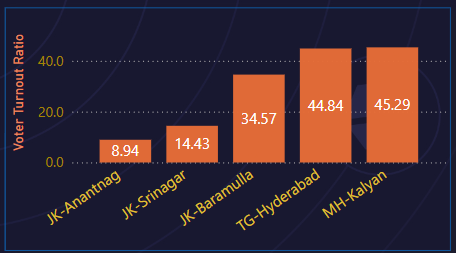 Voter Turnout Ratio
40.0
20.0
0.0
8.94
14.43
34.57
44.84
45.29
JK-Anantnag
JK-Srinagar
JK-Baramulla
TG-Hyderabad
MH-Kalyan